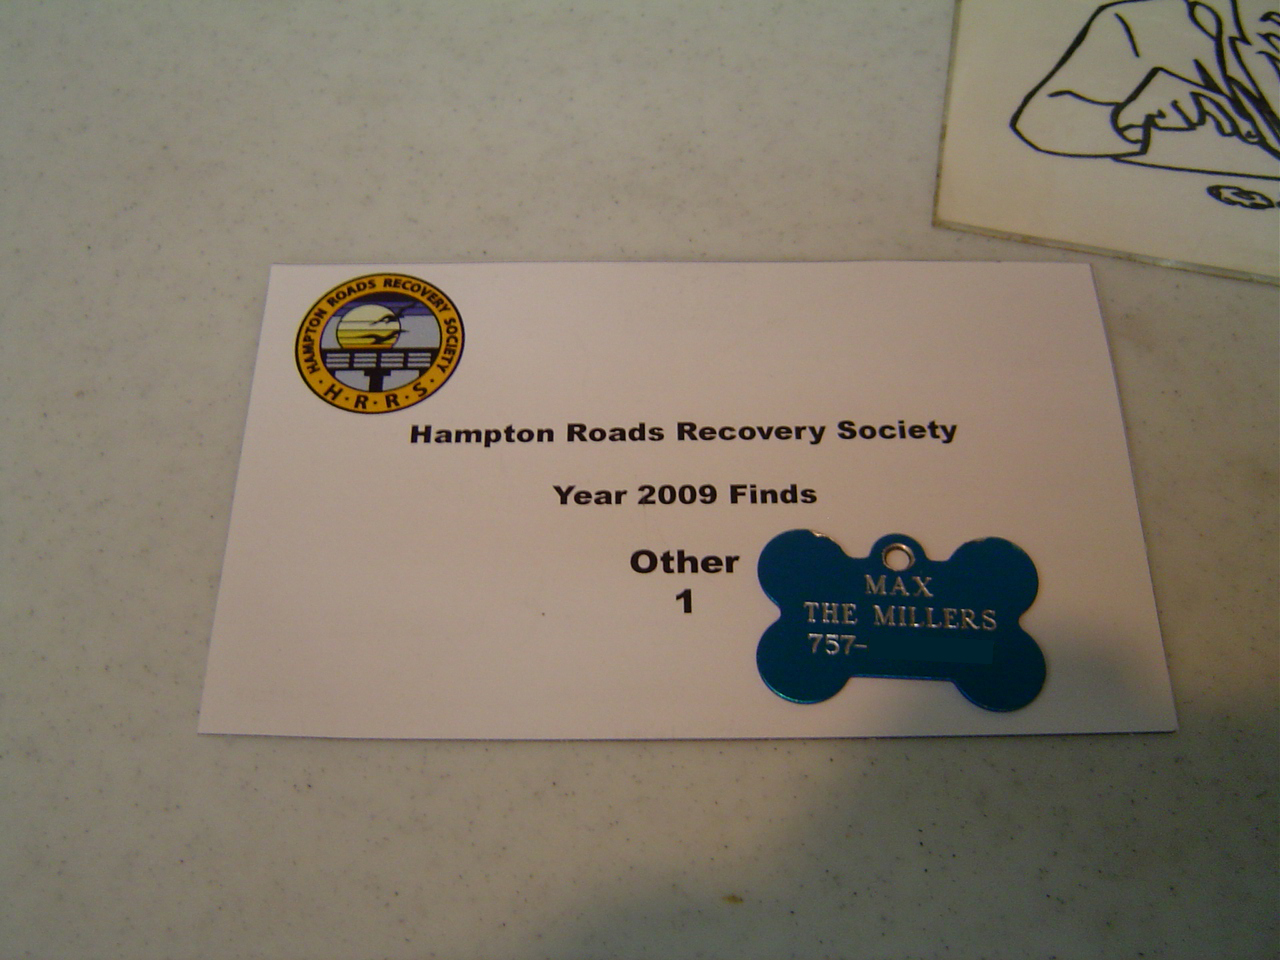 HAMPTON ROADS RECOVERY SOCIETY
· H · R · R · S ·
Hampton Roads Recovery Society
Year 2009 Finds
Other
1
MAX
THE MILLERS
757-